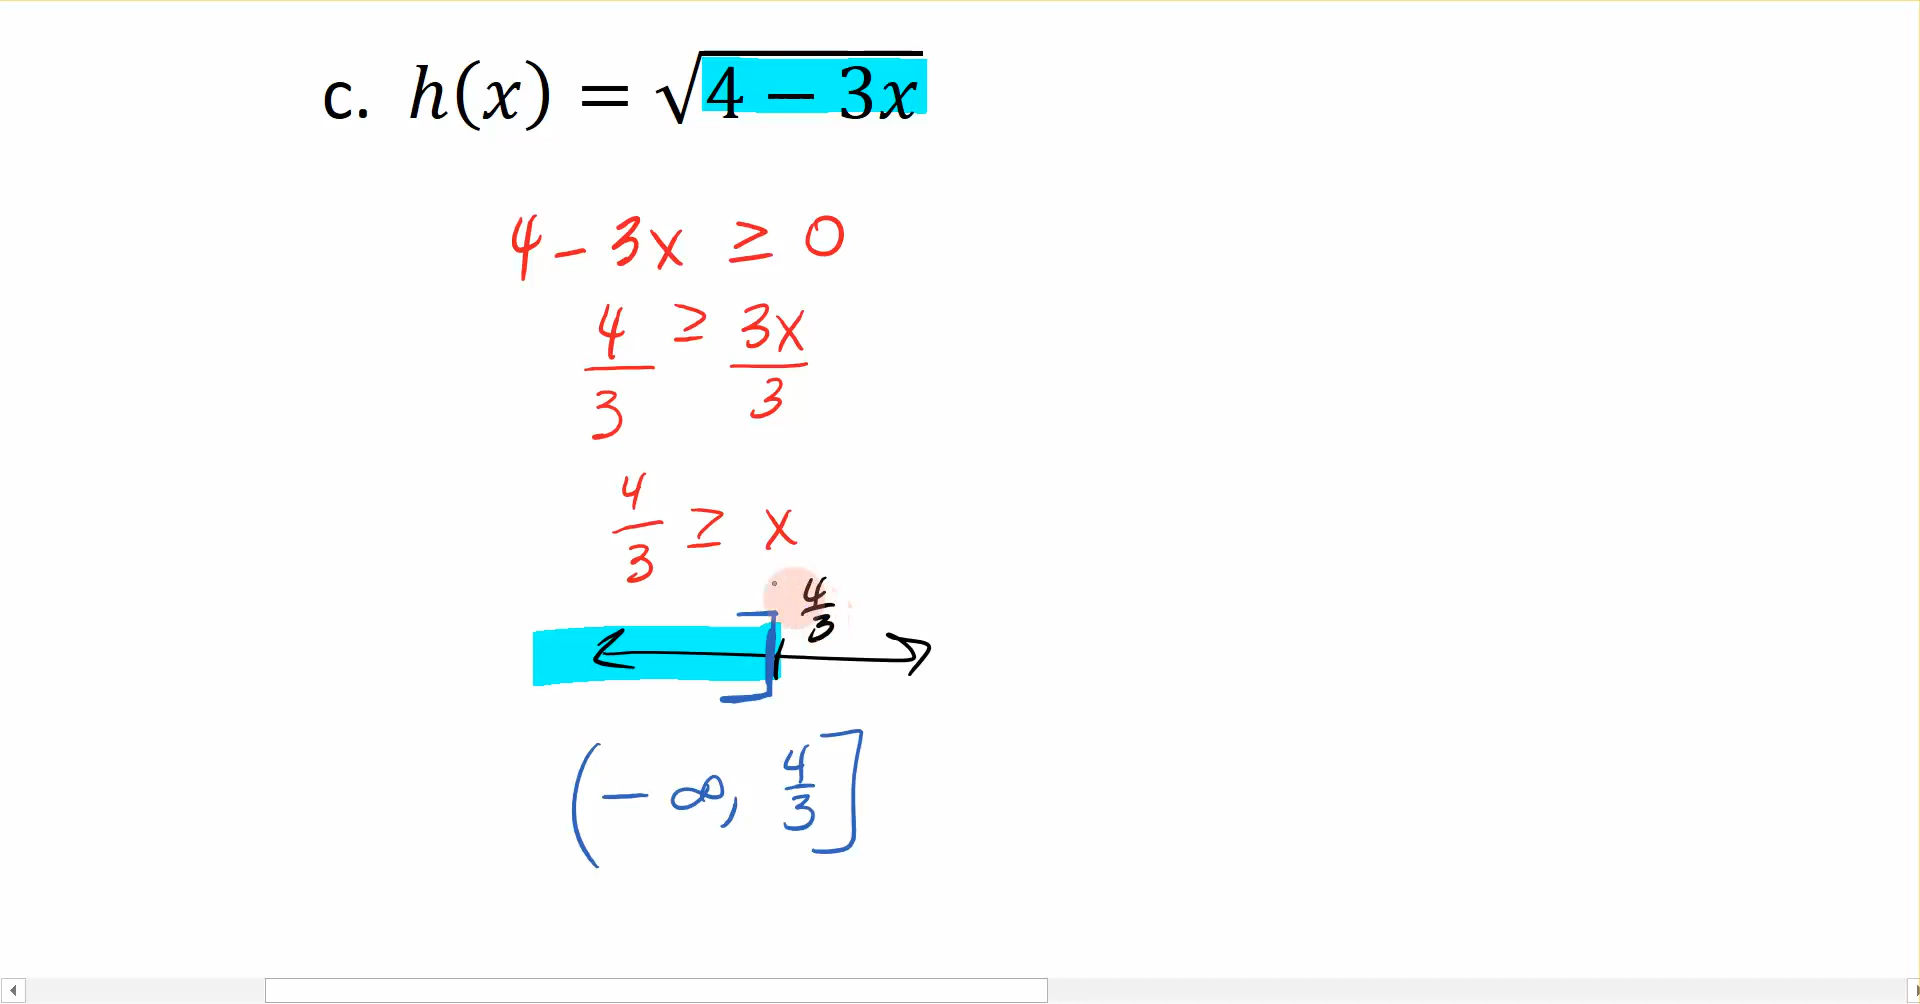 c. h(x) = √(4 − 3x)
4 - 3x ≥ 0
4/3 ≥ 3x/3
4/3 ≥ x
4/3
(-∞, 4/3]